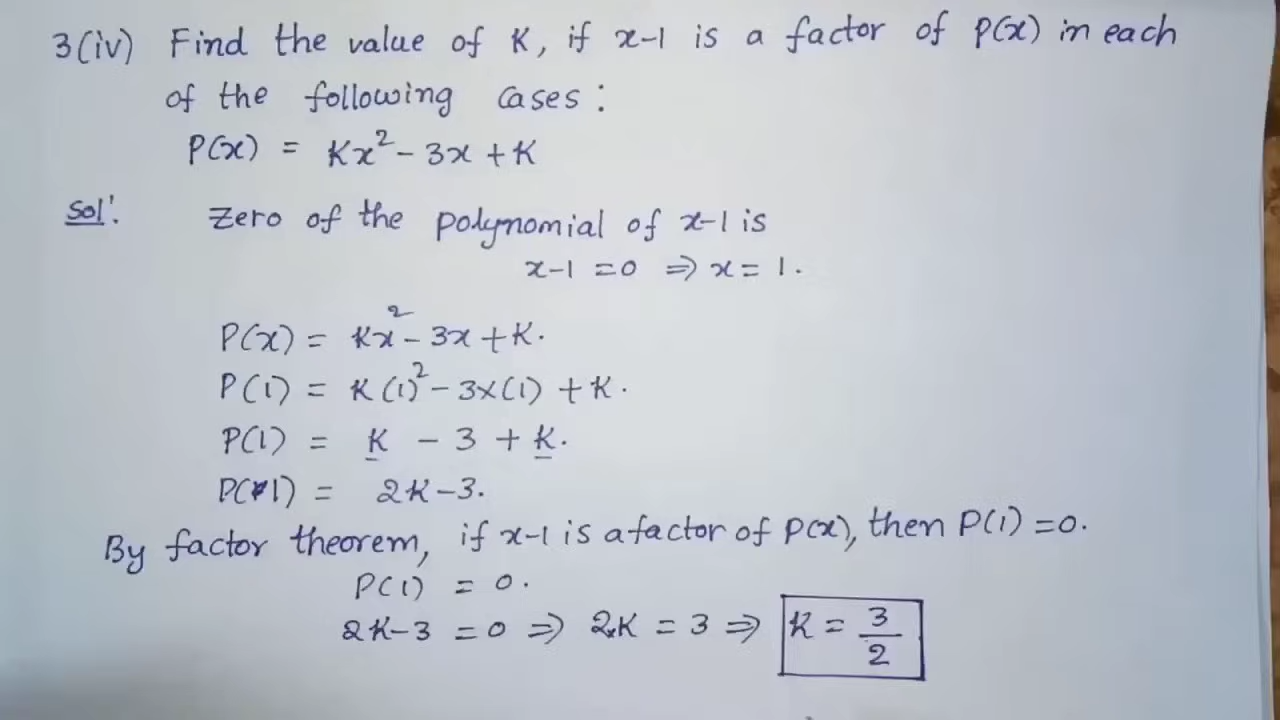 3(iv) Find the value of K, if x-1 is a factor of P(x) in each
of the following cases:
P(x) = Kx² - 3x + K
Sol'. Zero of the polynomial of x-1 is
x-1 = 0 ⇒ x = 1.
P(x) = Kx² - 3x + K.
P(1) = K(1)² - 3×(1) + K.
P(1) = K - 3 + K.
P(1) = 2K-3.
By factor theorem, if x-1 is a factor of P(x), then P(1) = 0.
P(1) = 0.
2K-3 = 0 ⇒ 2K = 3 ⇒ K = 3/2